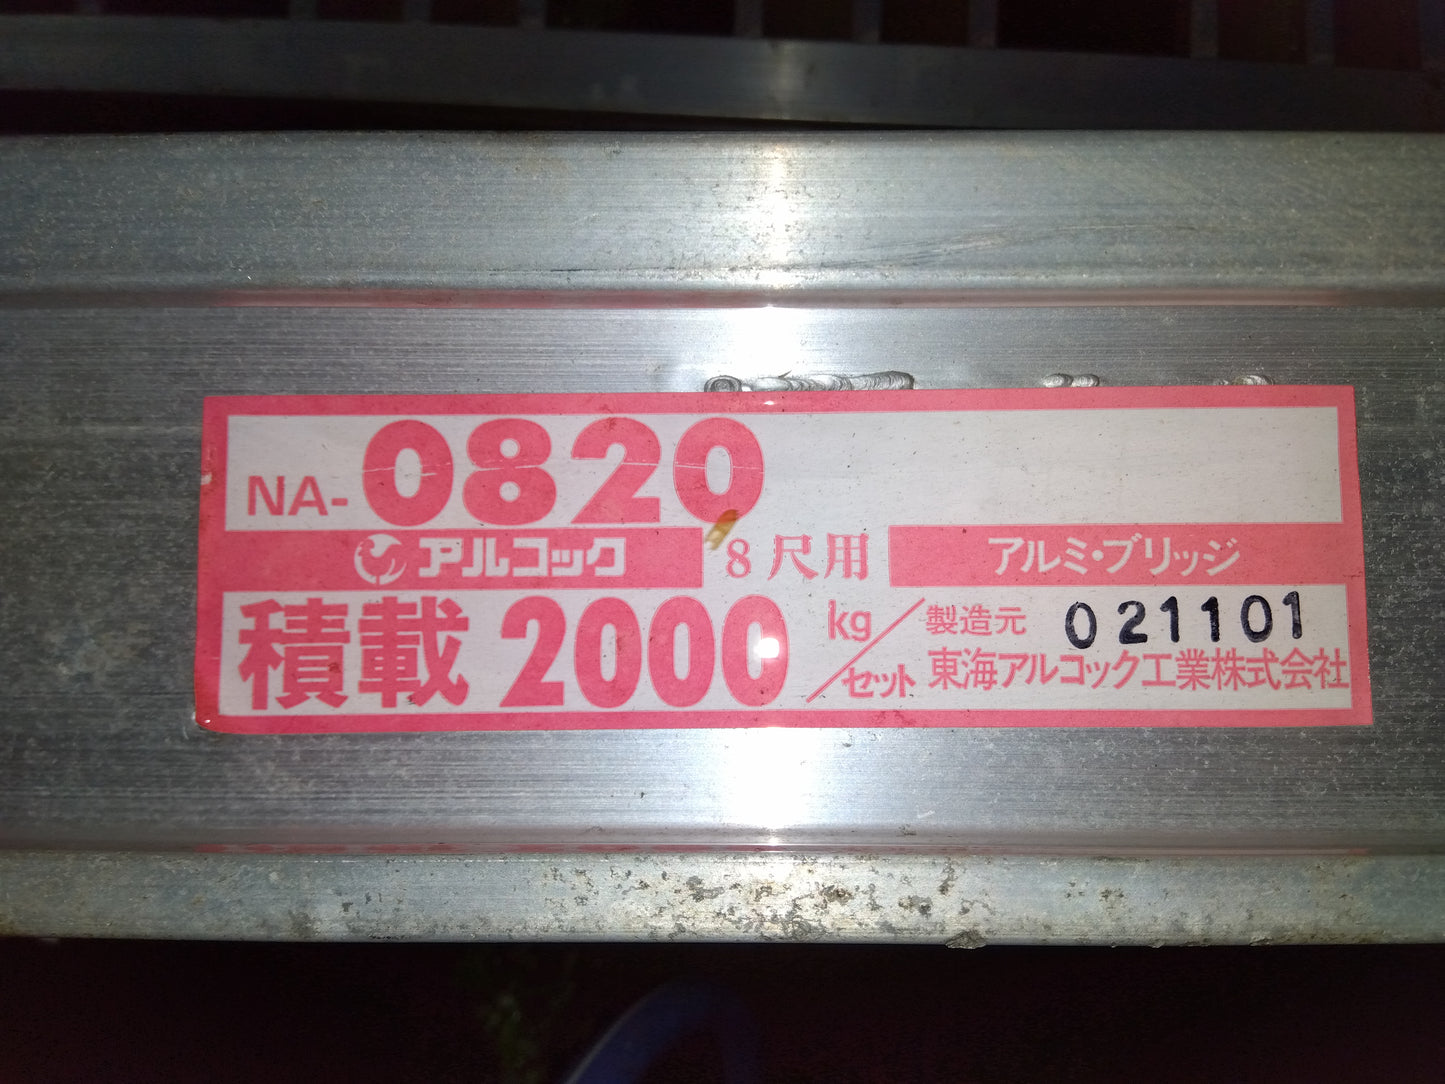 NA-0820
アルコック 8尺用 アルミ・ブリッジ
積載 2000 kg/セット
製造元 021101
東海アルコック工業株式会社